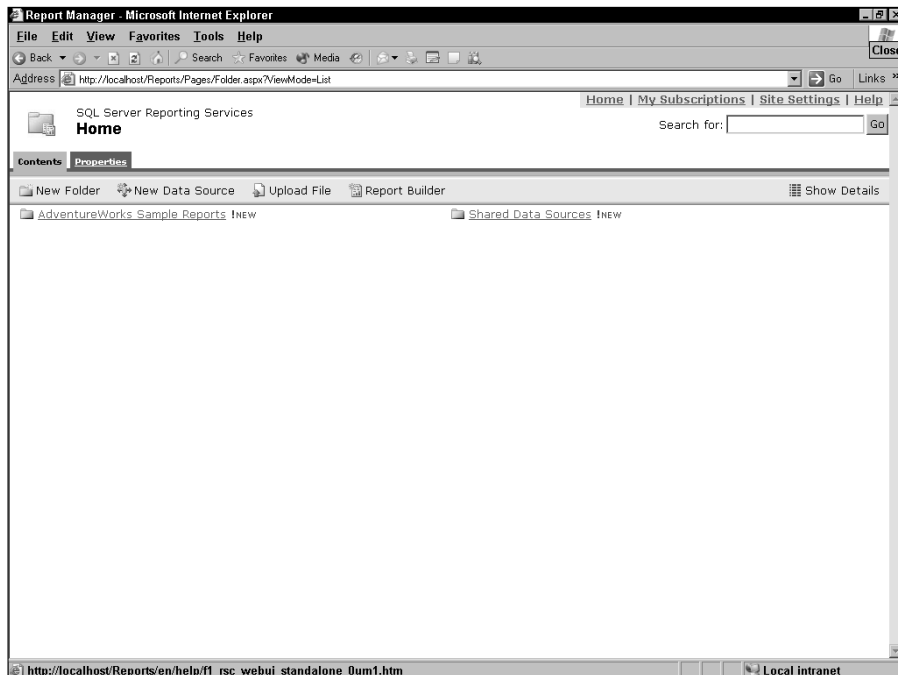 Report Manager - Microsoft Internet Explorer
File Edit View Favorites Tools Help
Close
Back Search Favorites Media
Address http://localhost/Reports/Pages/Folder.aspx?ViewMode=List Go Links »
Home | My Subscriptions | Site Settings | Help
SQL Server Reporting Services
Home
Search for: Go
Contents Properties
New Folder New Data Source Upload File Report Builder Show Details
AdventureWorks Sample Reports !NEW Shared Data Sources !NEW
http://localhost/Reports/en/help/f1_rsc_webui_standalone_0um1.htm Local intranet